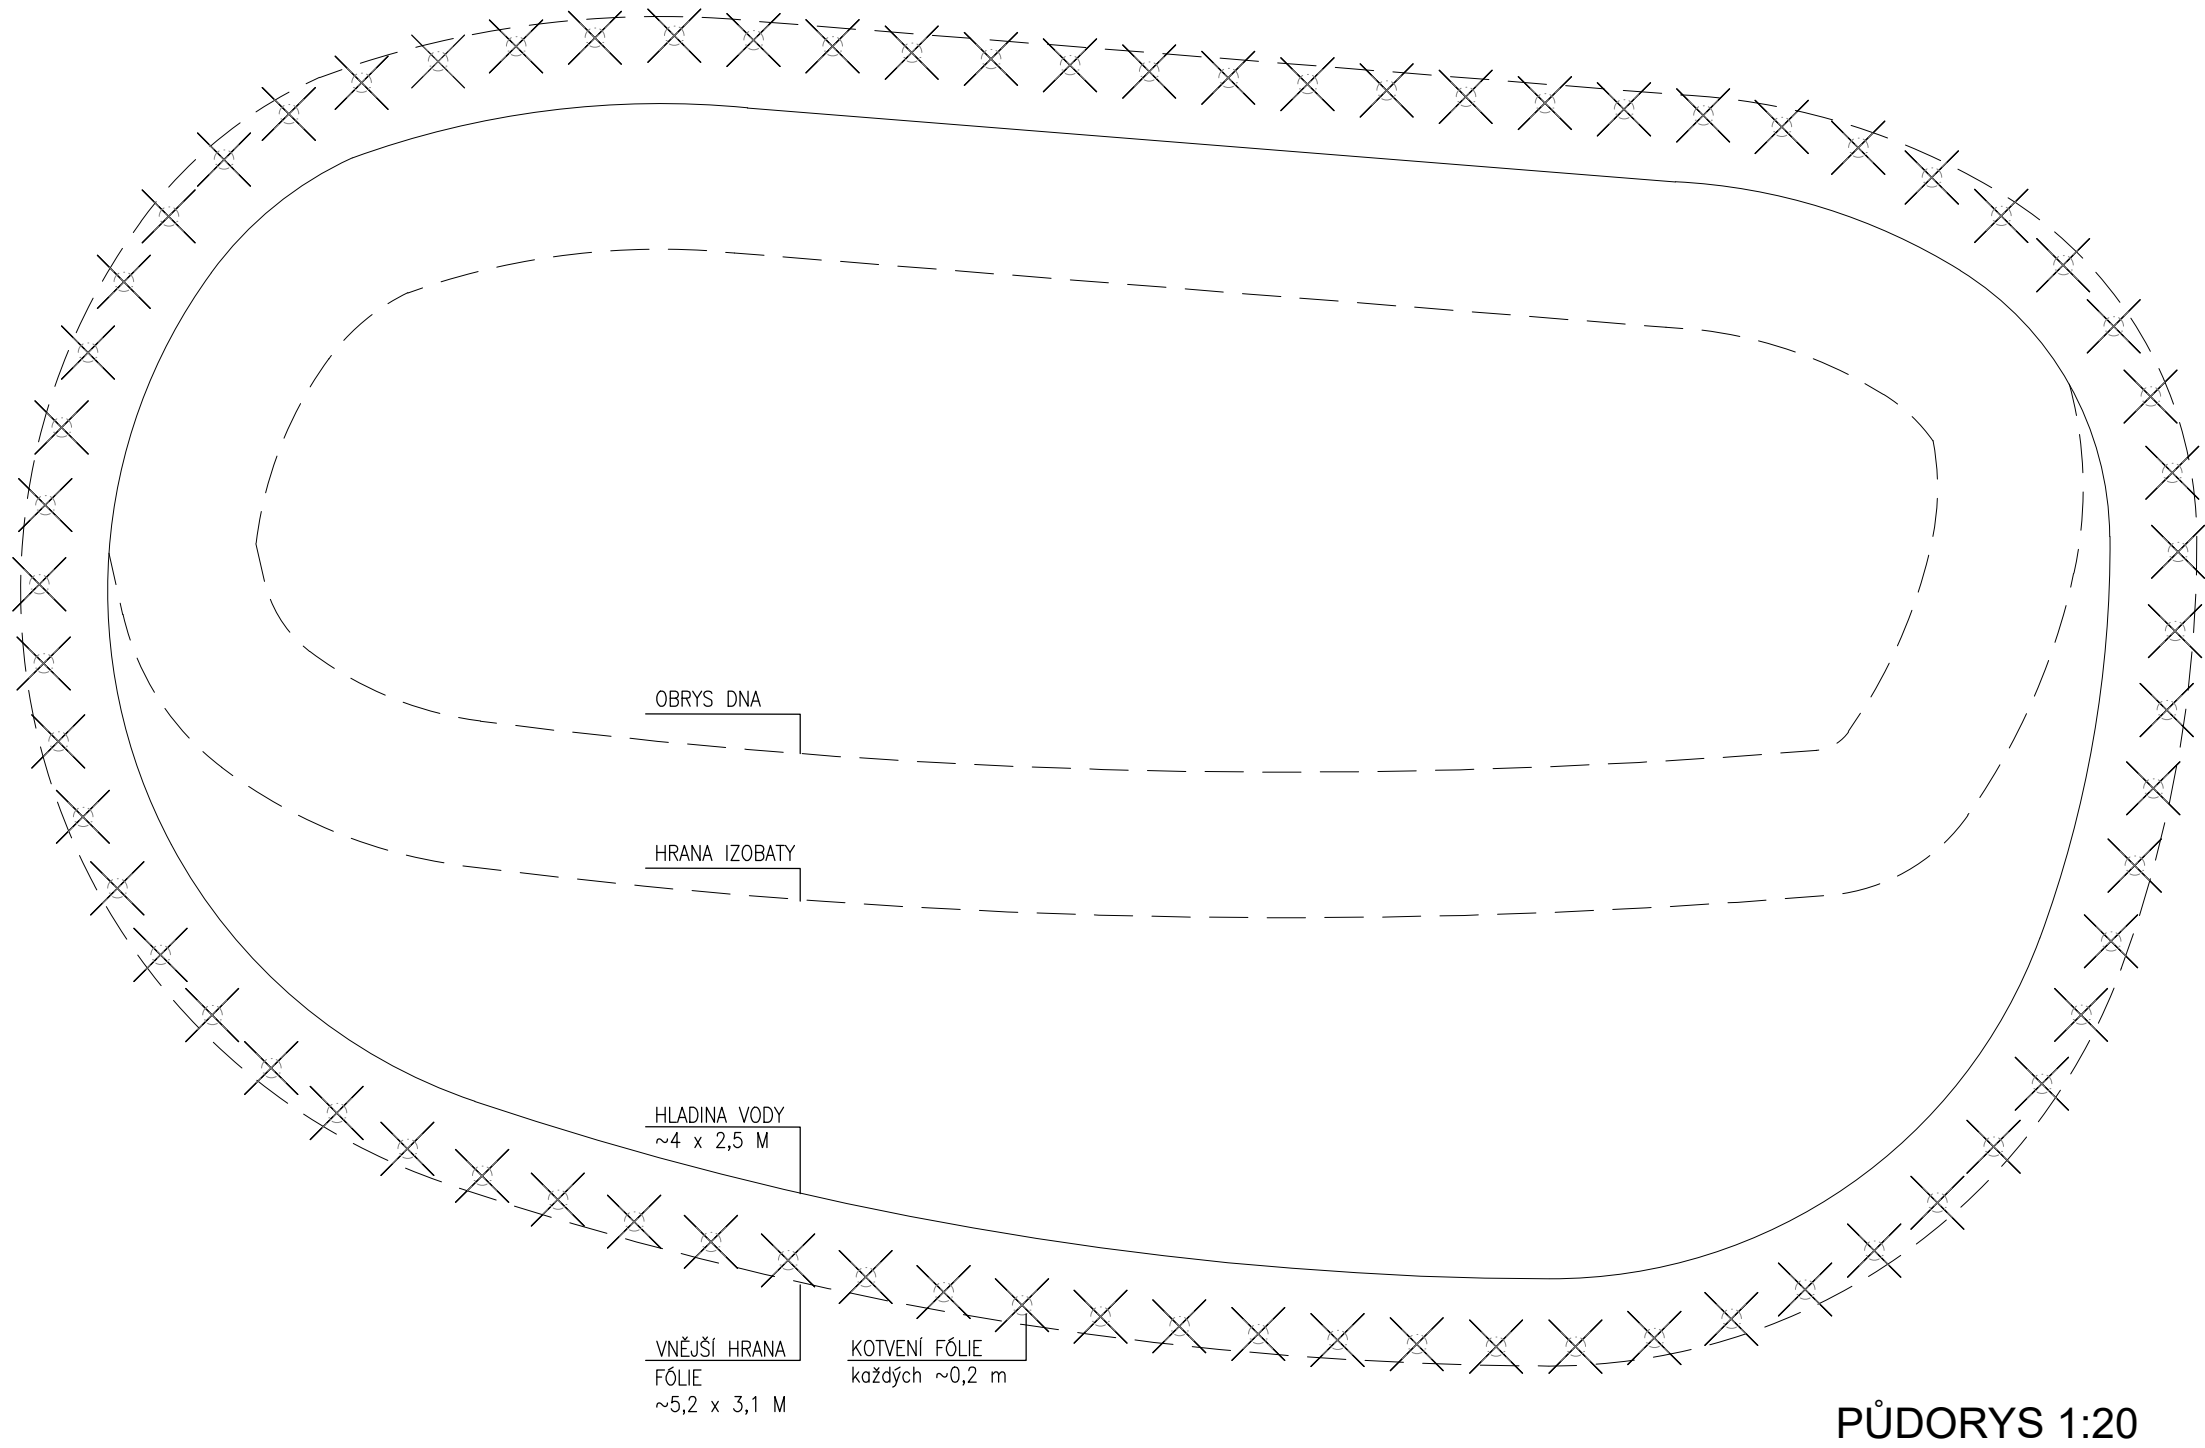 OBRYS DNA
HRANA IZOBATY
HLADINA VODY
~4 x 2,5 M
VNĚJŠÍ HRANA
FÓLIE
~5,2 x 3,1 M
KOTVENÍ FÓLIE
každých ~0,2 m
PŮDORYS 1:20